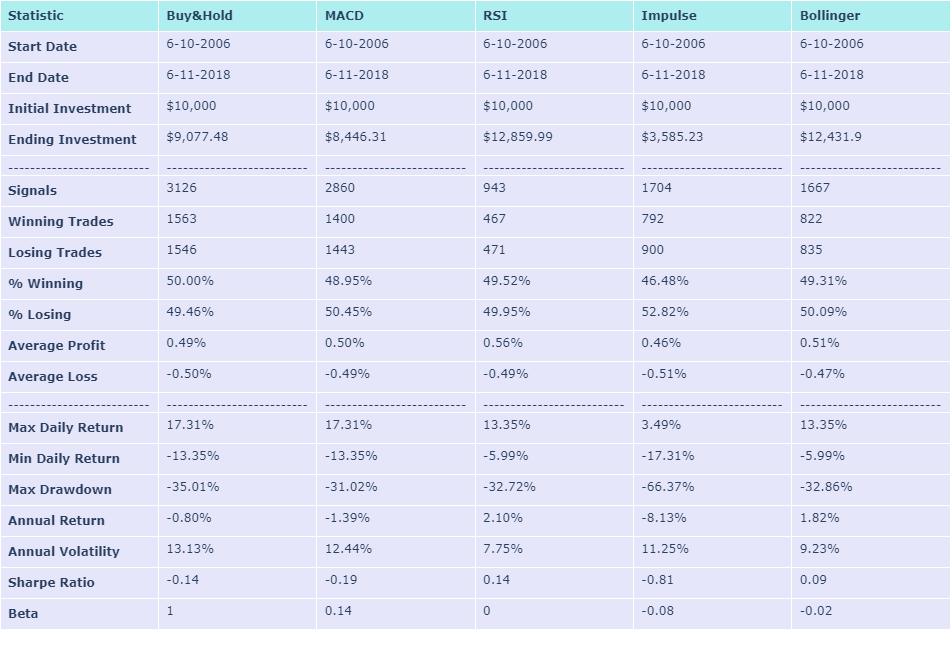 Statistic Buy&Hold MACD RSI Impulse Bollinger
Start Date 6-10-2006 6-10-2006 6-10-2006 6-10-2006 6-10-2006
End Date 6-11-2018 6-11-2018 6-11-2018 6-11-2018 6-11-2018
Initial Investment $10,000 $10,000 $10,000 $10,000 $10,000
Ending Investment $9,077.48 $8,446.31 $12,859.99 $3,585.23 $12,431.9
-------------------------- -------------------------- -------------------------- -------------------------- -------------------------- --------------------------
Signals 3126 2860 943 1704 1667
Winning Trades 1563 1400 467 792 822
Losing Trades 1546 1443 471 900 835
% Winning 50.00% 48.95% 49.52% 46.48% 49.31%
% Losing 49.46% 50.45% 49.95% 52.82% 50.09%
Average Profit 0.49% 0.50% 0.56% 0.46% 0.51%
Average Loss -0.50% -0.49% -0.49% -0.51% -0.47%
-------------------------- -------------------------- -------------------------- -------------------------- -------------------------- --------------------------
Max Daily Return 17.31% 17.31% 13.35% 3.49% 13.35%
Min Daily Return -13.35% -13.35% -5.99% -17.31% -5.99%
Max Drawdown -35.01% -31.02% -32.72% -66.37% -32.86%
Annual Return -0.80% -1.39% 2.10% -8.13% 1.82%
Annual Volatility 13.13% 12.44% 7.75% 11.25% 9.23%
Sharpe Ratio -0.14 -0.19 0.14 -0.81 0.09
Beta 1 0.14 0 -0.08 -0.02